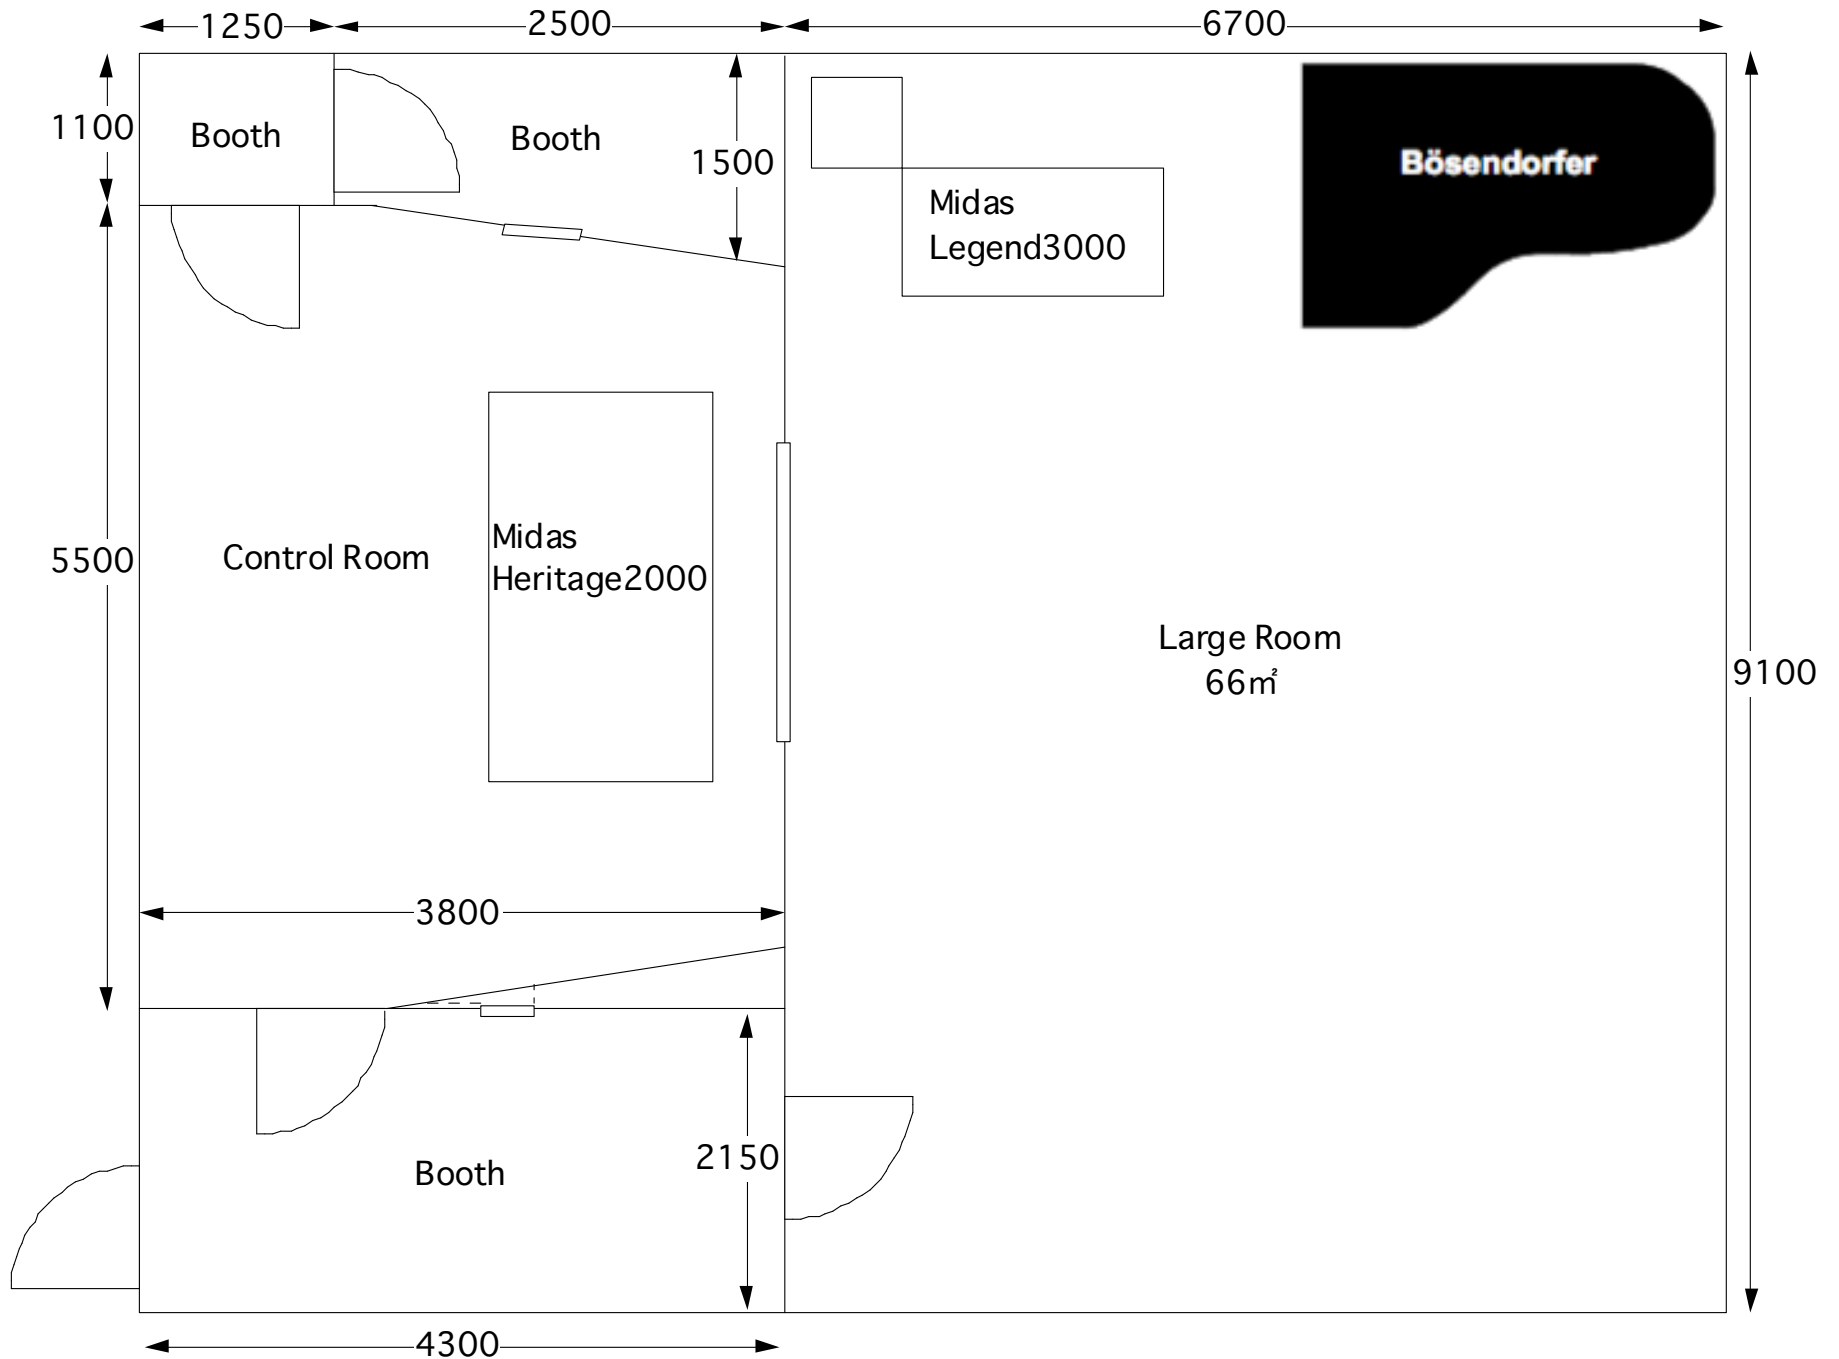 1250
2500
6700
1100
Booth
Booth
1500
Bösendorfer
Midas
Legend3000
5500
Control Room
Midas
Heritage2000
Large Room
66㎡
9100
3800
2150
Booth
4300